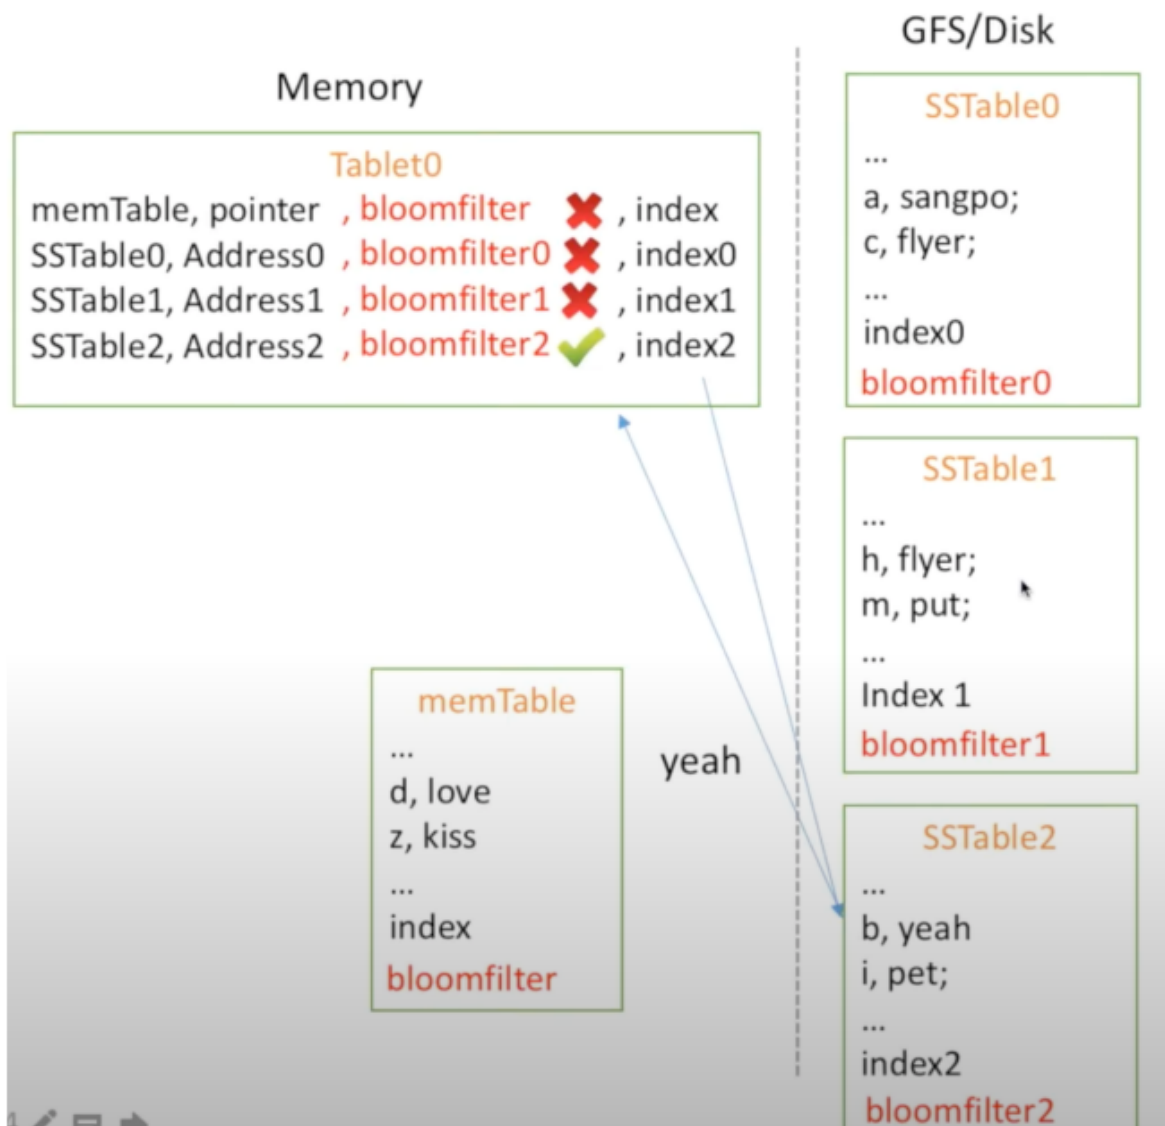 GFS/Disk
Memory
Tablet0
memTable, pointer , bloomfilter , index
SSTable0, Address0 , bloomfilter0 , index0
SSTable1, Address1 , bloomfilter1 , index1
SSTable2, Address2 , bloomfilter2 , index2
memTable
...
d, love
z, kiss
...
index
bloomfilter
yeah
SSTable0
...
a, sangpo;
c, flyer;
...
index0
bloomfilter0
SSTable1
...
h, flyer;
m, put;
...
Index 1
bloomfilter1
SSTable2
...
b, yeah
i, pet;
...
index2
bloomfilter2